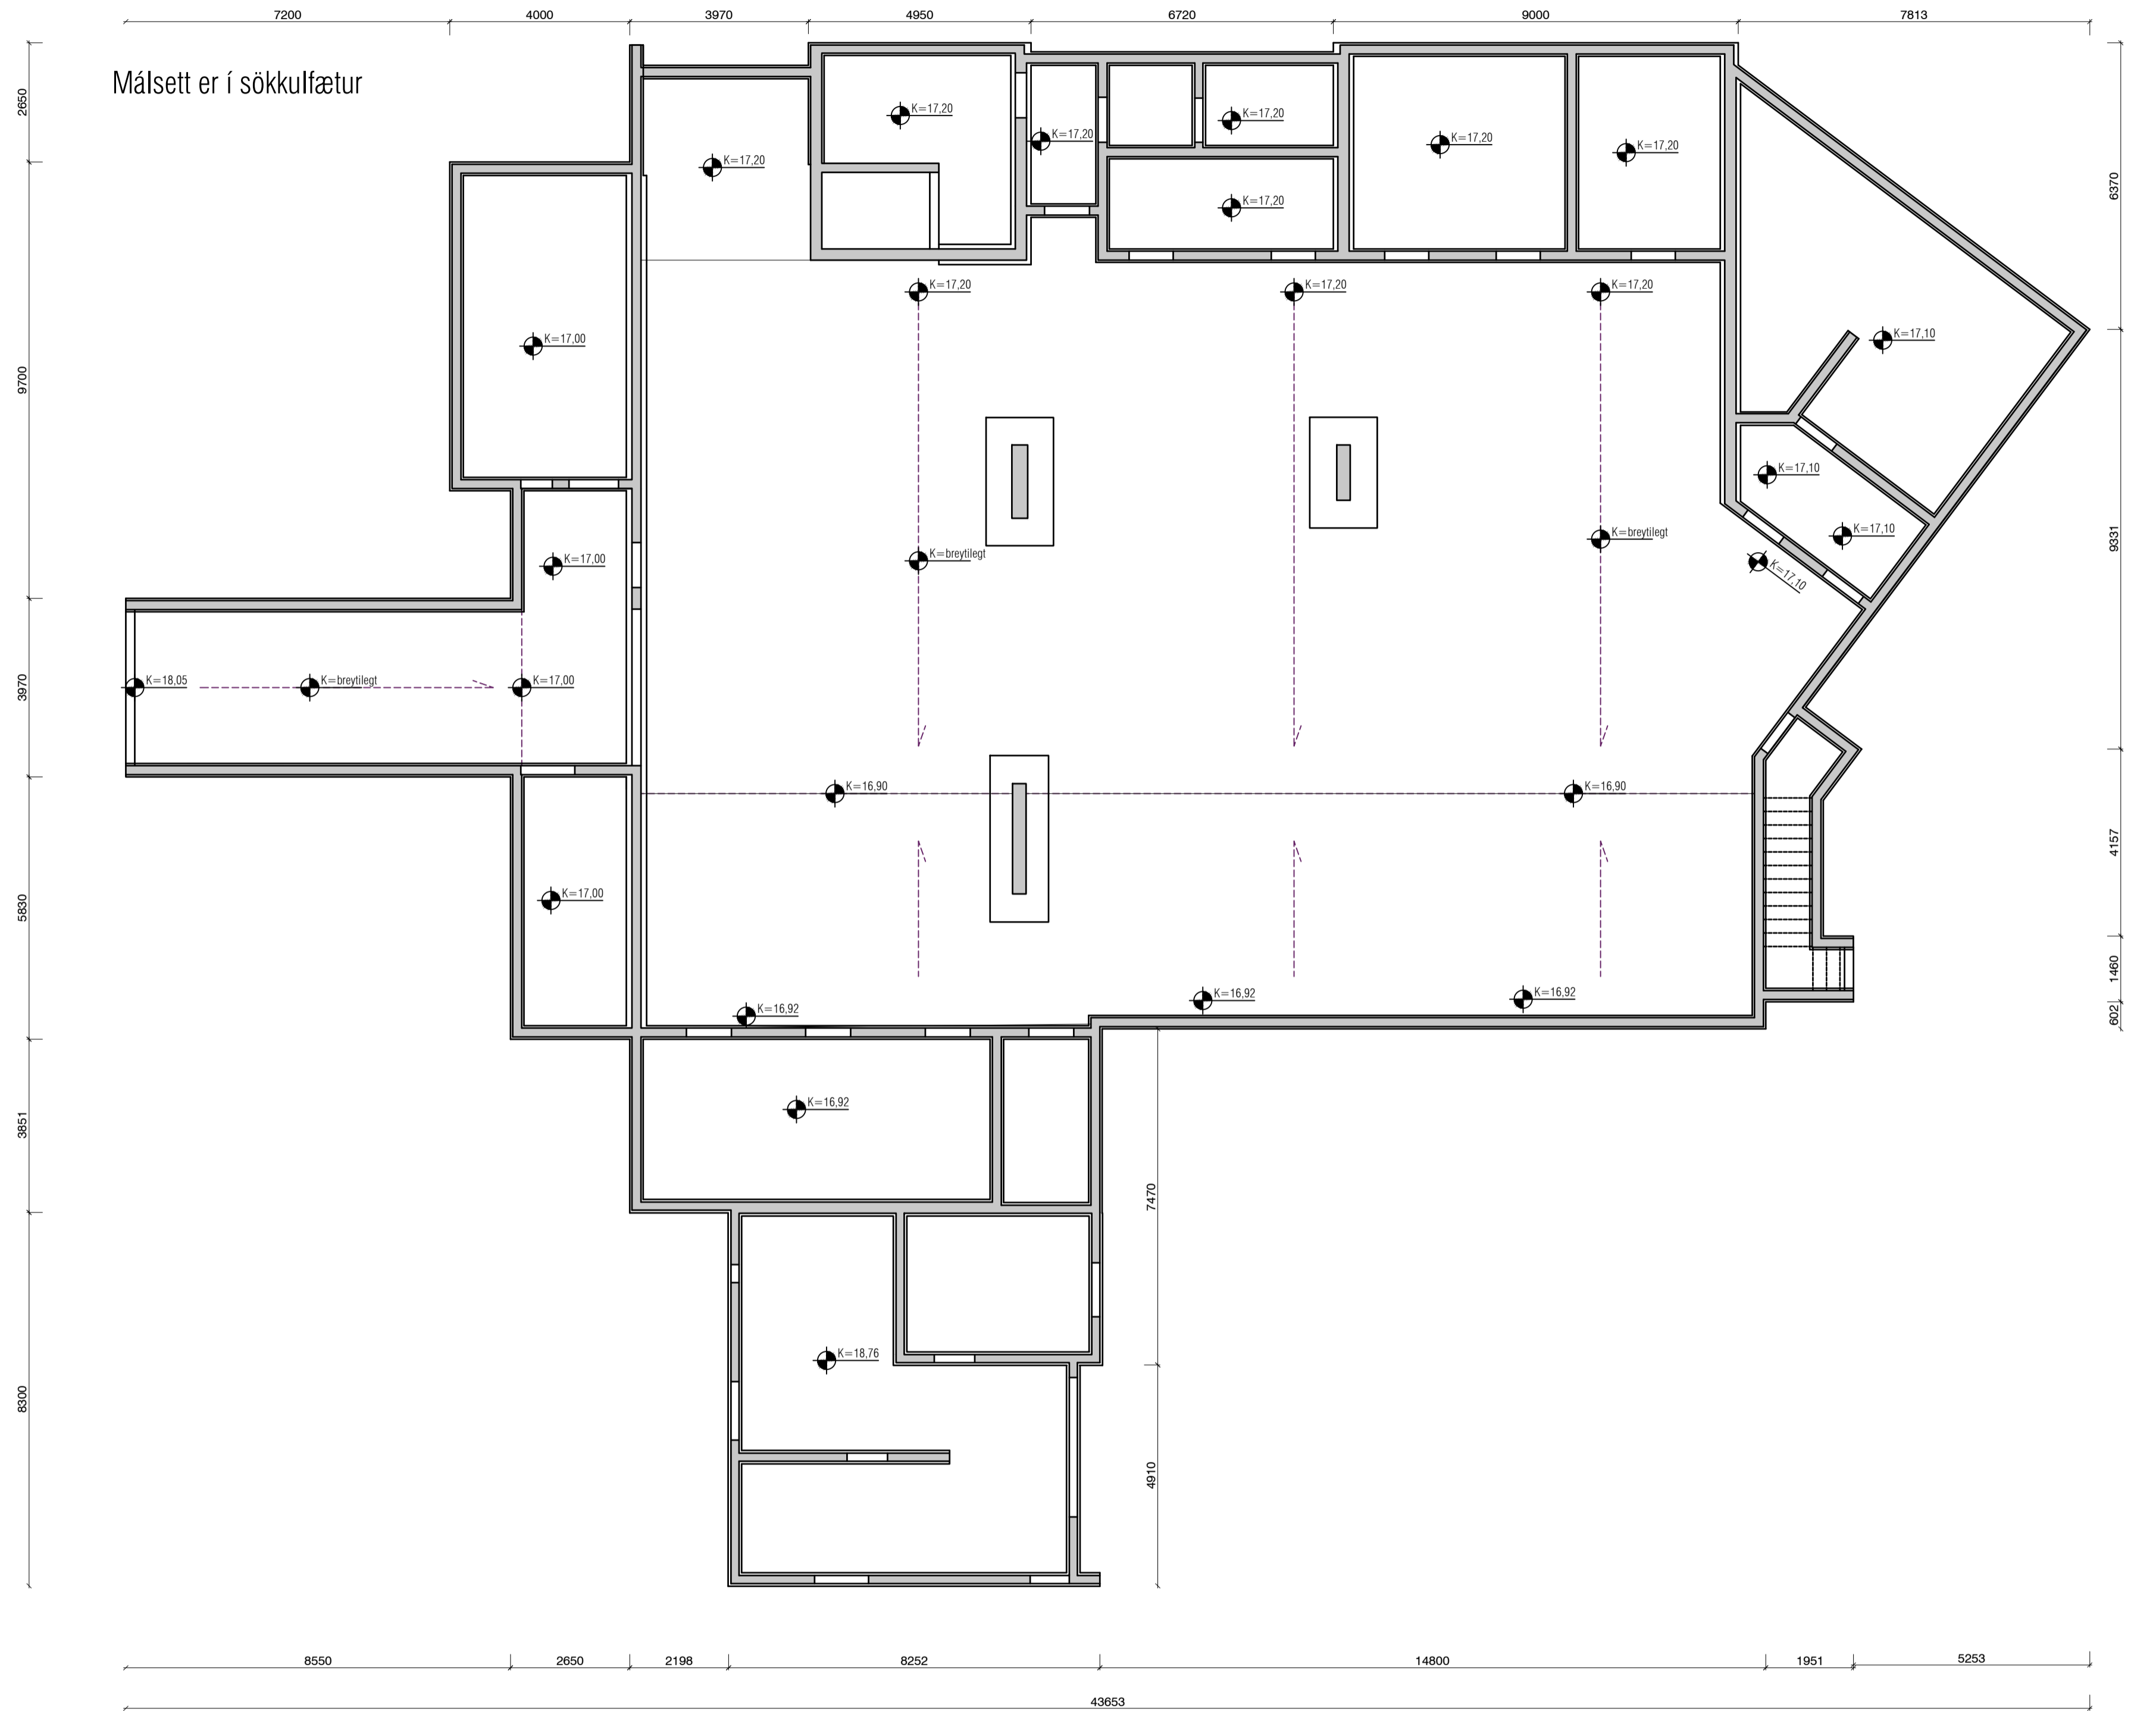 7200 4000 3970 4950 6720 9000 7813
Málsett er í sökkulfætur
2650
9700
3970
5830
3851
8300
6370
9331
4157
1460
602
K=17,20
K=17,20
K=17,20
K=17,20
K=17,20
K=17,20
K=17,20
K=17,20
K=17,20
K=17,20
K=17,00
K=17,10
K=17,10
K=17,10
K=17,10
K=breytilegt
K=breytilegt
K=17,00
K=18,05
K=breytilegt
K=17,00
K=16,90
K=16,90
K=17,00
K=16,92
K=16,92
K=16,92
K=16,92
7470
K=18,76
4910
8550 2650 2198 8252 14800 1951 5253
43653